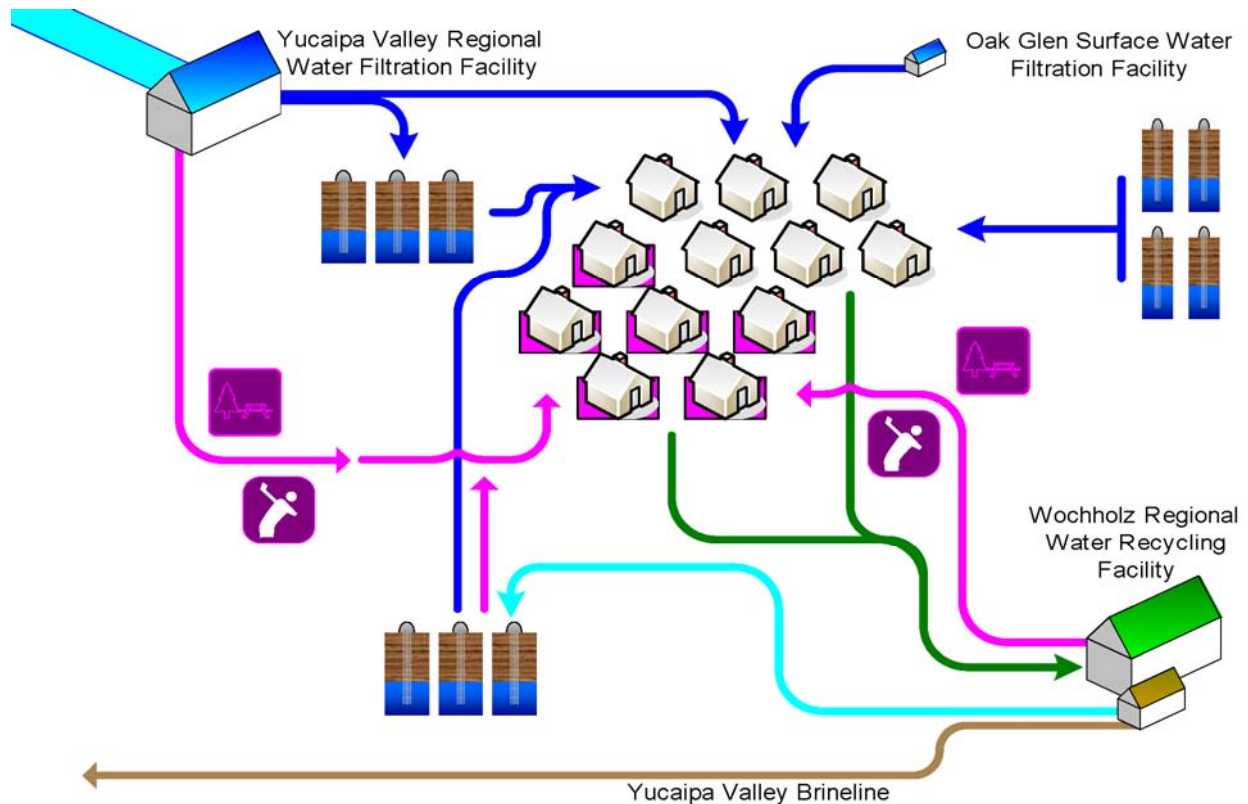 Yucaipa Valley Regional
Water Filtration Facility
Oak Glen Surface Water
Filtration Facility
Wochholz Regional
Water Recycling
Facility
Yucaipa Valley Brineline